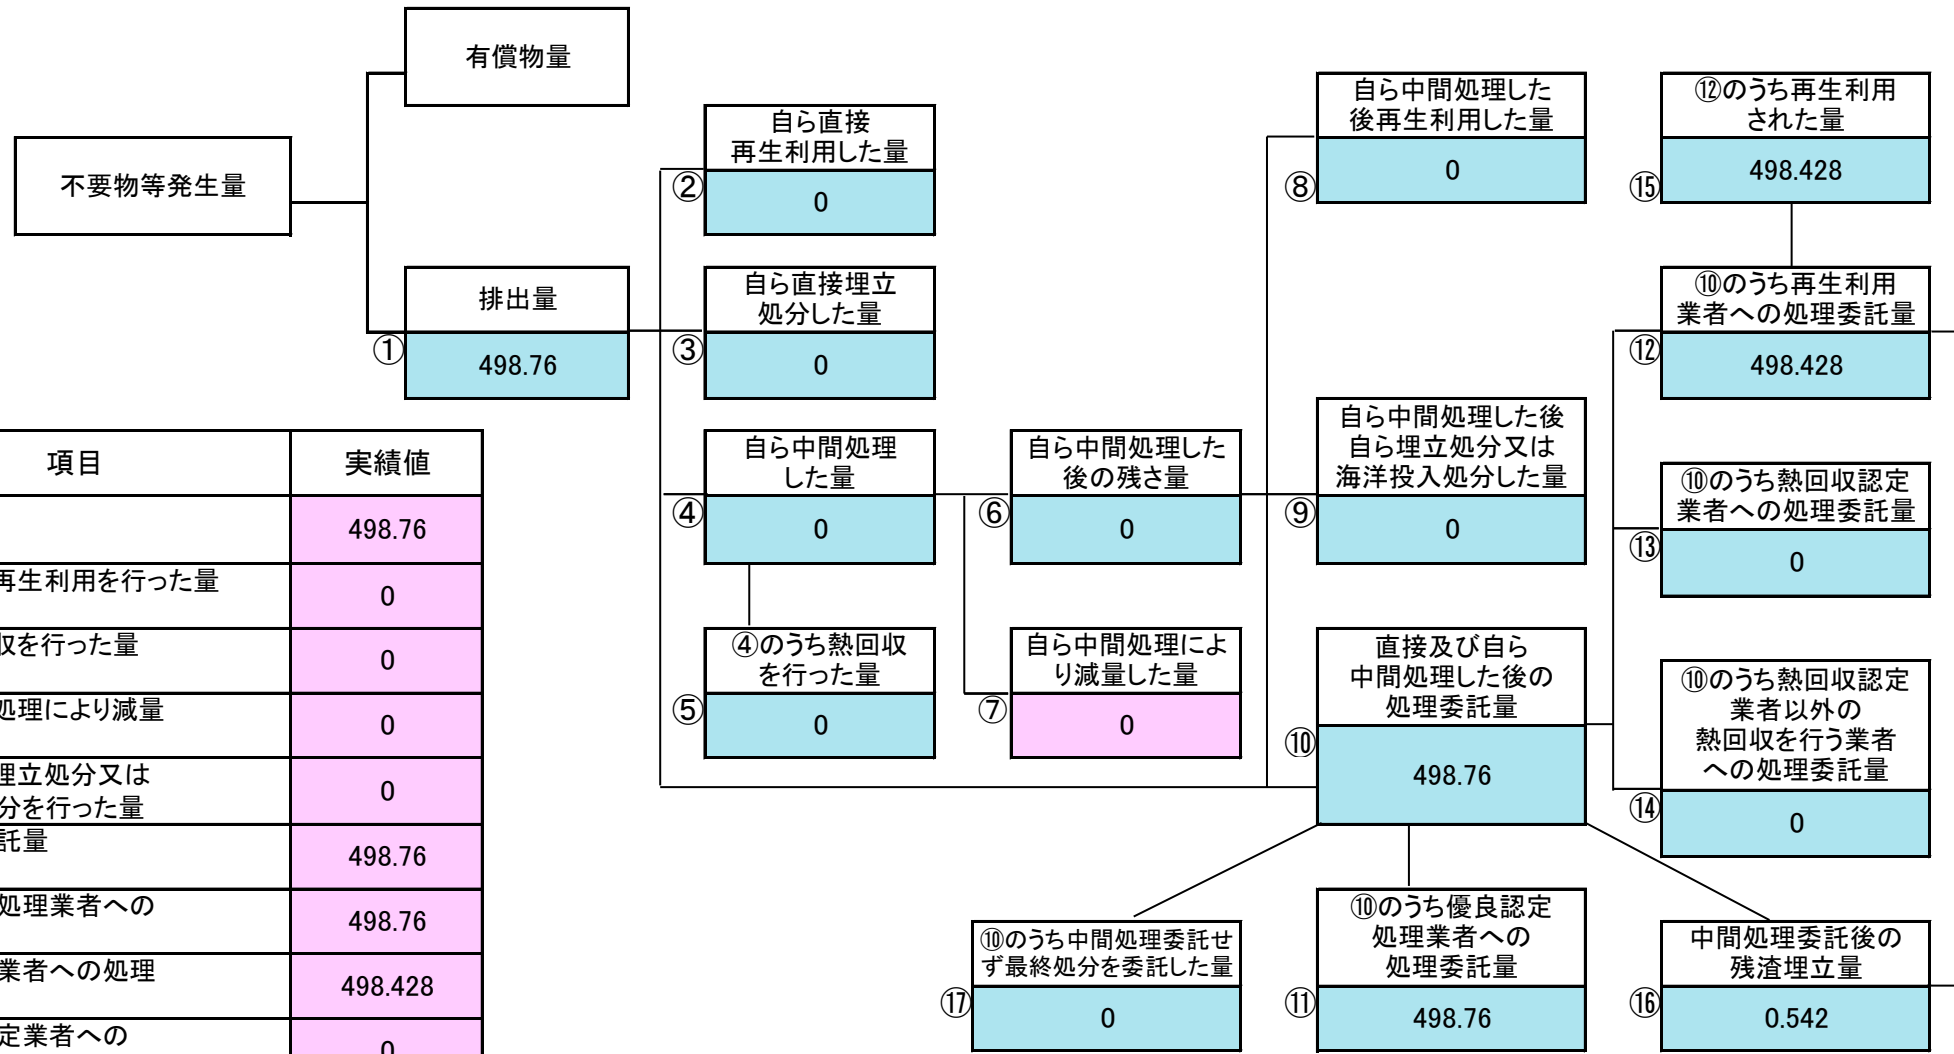 有償物量
不要物等発生量
排出量
①
498.76
自ら直接
再生利用した量
②
0
自ら直接埋立
処分した量
③
0
自ら中間処理
した量
④
0
④のうち熱回収
を行った量
⑤
0
自ら中間処理した
後の残さ量
⑥
0
自ら中間処理によ
り減量した量
⑦
0
自ら中間処理した
後再生利用した量
⑧
0
自ら中間処理した後
自ら埋立処分又は
海洋投入処分した量
⑨
0
直接及び自ら
中間処理した後の
処理委託量
⑩
498.76
⑩のうち優良認定
処理業者への
処理委託量
⑪
498.76
⑫のうち再生利用
された量
⑮
498.428
⑩のうち再生利用
業者への処理委託量
⑫
498.428
⑩のうち熱回収認定
業者への処理委託量
⑬
0
⑩のうち熱回収認定
業者以外の
熱回収を行う業者
への処理委託量
⑭
0
⑩のうち中間処理委託せ
ず最終処分を委託した量
⑰
0
中間処理委託後の
残渣埋立量
⑯
0.542
項目 実績値
498.76
再生利用を行った量
0
収を行った量
0
処理により減量
0
埋立処分又は
分を行った量
0
託量
498.76
処理業者への
498.76
業者への処理
498.428
定業者への
0